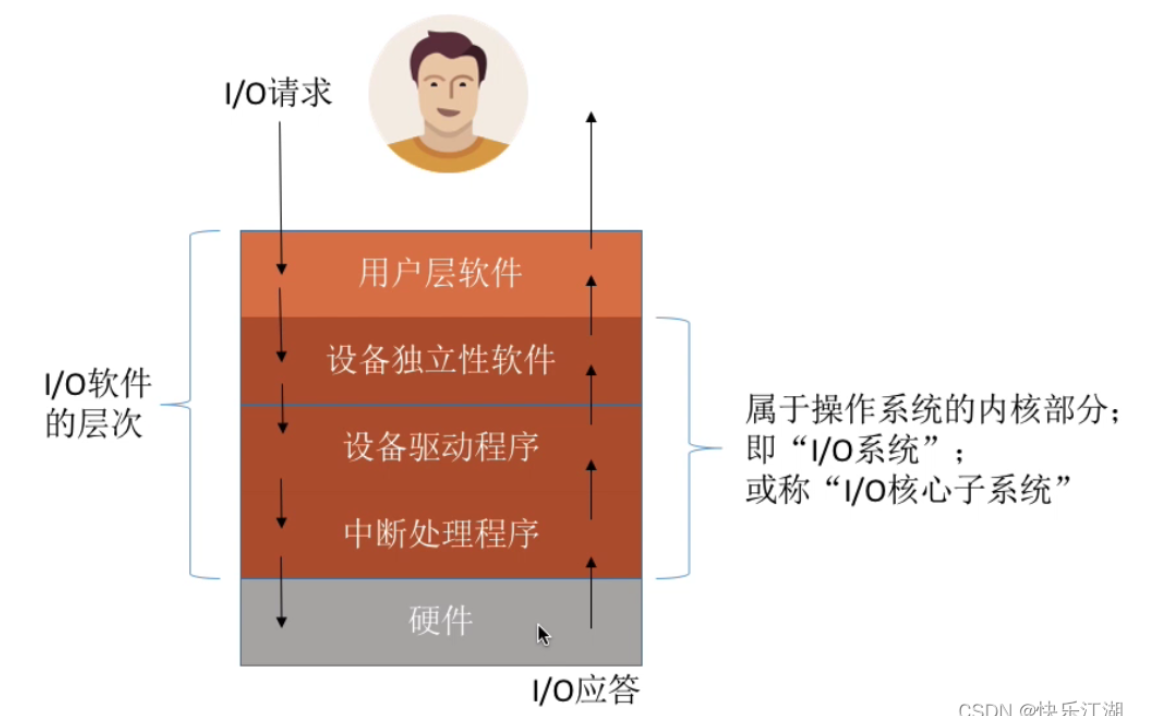 I/O请求
用户层软件
设备独立性软件
I/O软件
的层次
设备驱动程序
属于操作系统的内核部分；
即“I/O系统”；
或称“I/O核心子系统”
中断处理程序
硬件
I/O应答
CSDN @快乐江湖